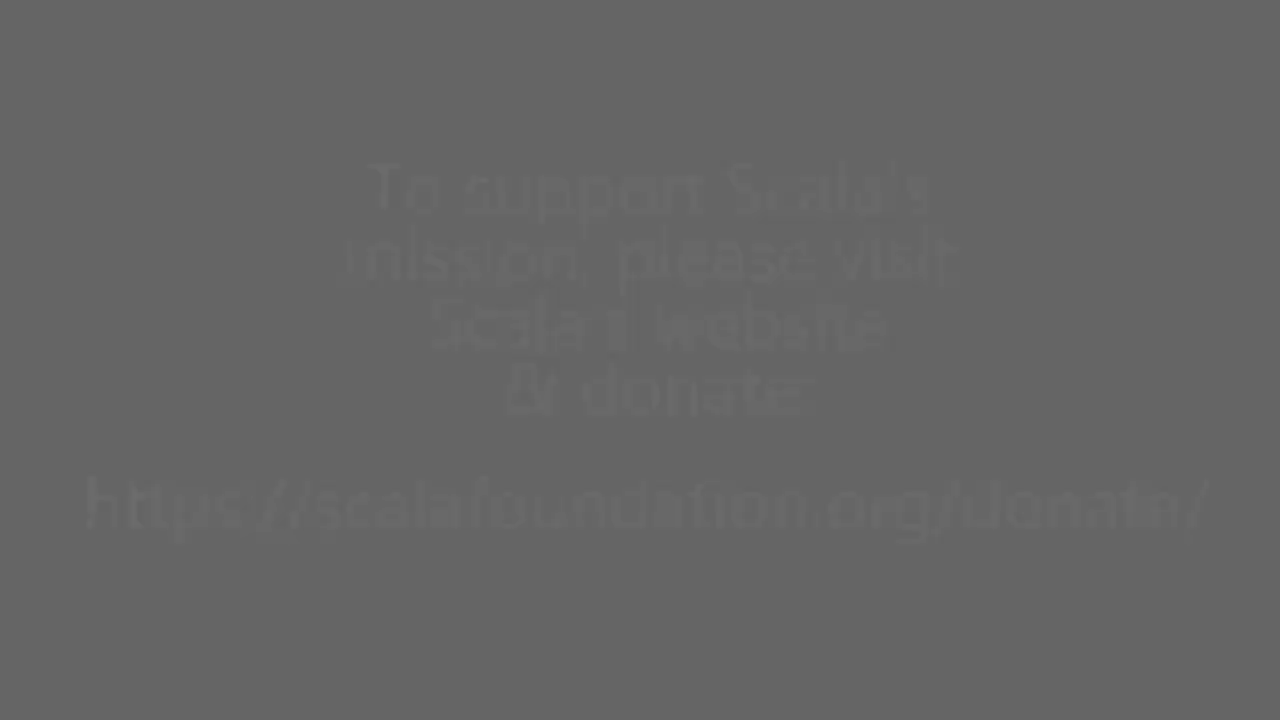 To support Scala's
mission, please visit
Scala's website
& donate:
https://scalafoundation.org/donate/